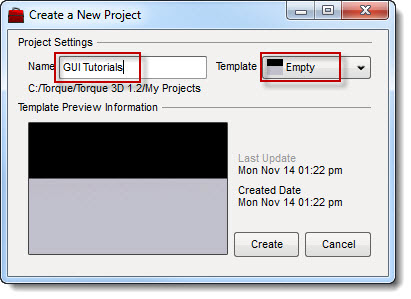 Create a New Project
Project Settings
Name GUI Tutorials Template Empty
C:/Torque/Torque 3D 1.2/My Projects
Template Preview Information
Last Update
Mon Nov 14 01:22 pm
Created Date
Mon Nov 14 01:22 pm
Create Cancel